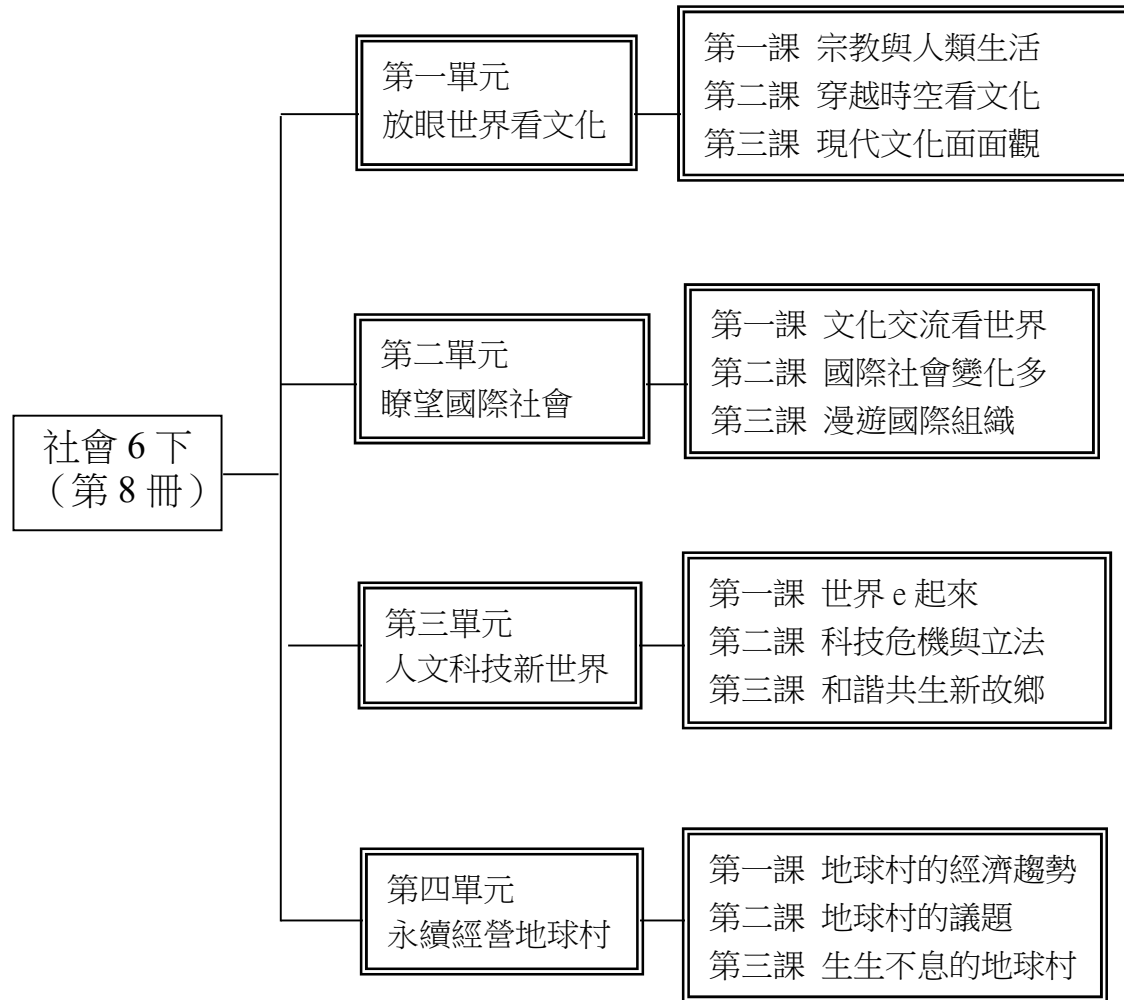 第一單元
放眼世界看文化
第一課 宗教與人類生活
第二課 穿越時空看文化
第三課 現代文化面面觀
第二單元
瞭望國際社會
第一課 文化交流看世界
第二課 國際社會變化多
第三課 漫遊國際組織
社會 6 下
（第 8 冊）
第三單元
人文科技新世界
第一課 世界 e 起來
第二課 科技危機與立法
第三課 和諧共生新故鄉
第四單元
永續經營地球村
第一課 地球村的經濟趨勢
第二課 地球村的議題
第三課 生生不息的地球村